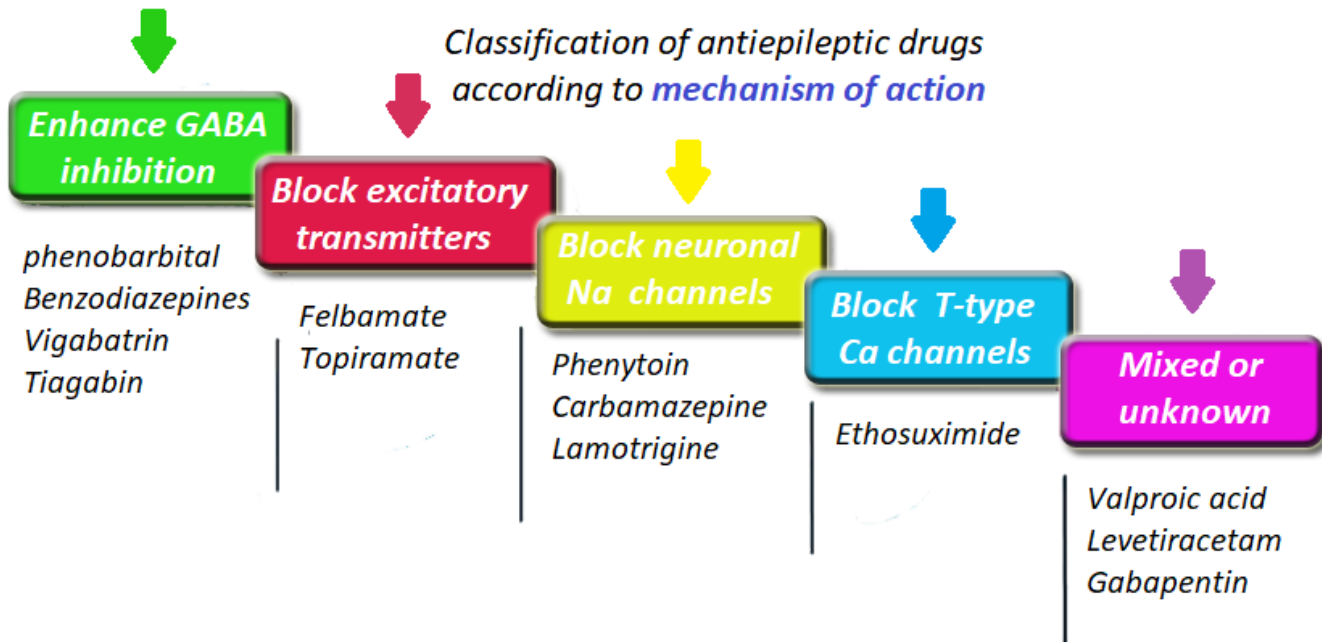 Classification of antiepileptic drugs
according to mechanism of action
Enhance GABA
inhibition
phenobarbital
Benzodiazepines
Vigabatrin
Tiagabin
Block excitatory
transmitters
Felbamate
Topiramate
Block neuronal
Na channels
Phenytoin
Carbamazepine
Lamotrigine
Block T-type
Ca channels
Ethosuximide
Mixed or
unknown
Valproic acid
Levetiracetam
Gabapentin